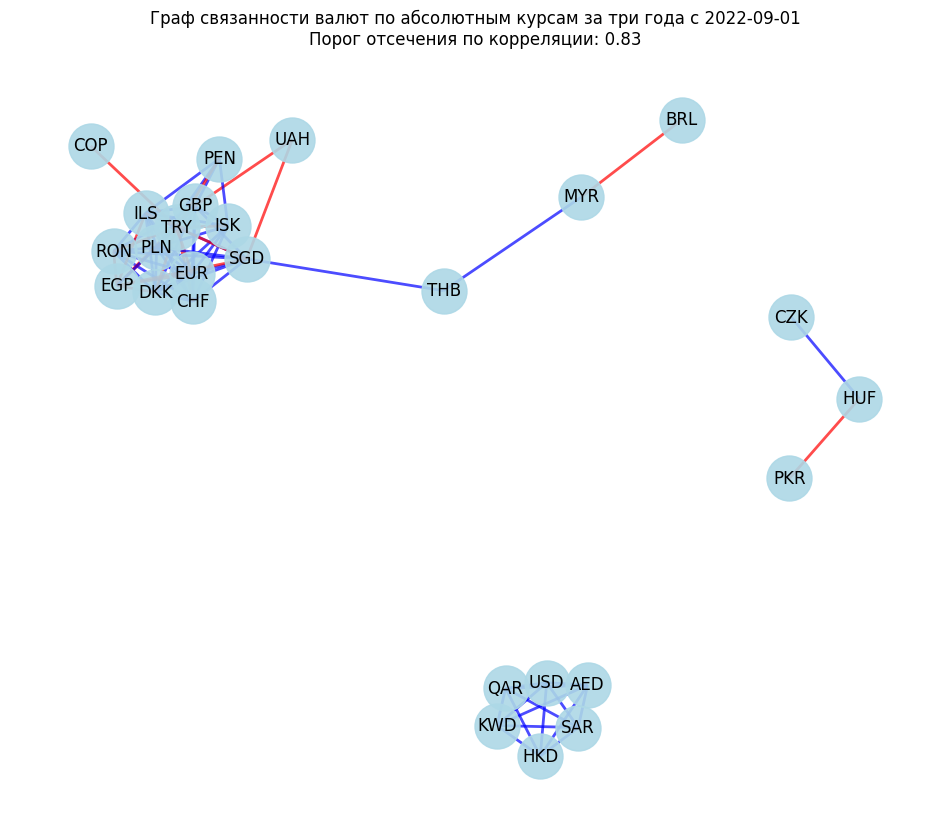 Граф связанности валют по абсолютным курсам за три года с 2022-09-01
Порог отсечения по корреляции: 0.83
BRL
UAH
COP
PEN
MYR
GBP
ILS
ISK
TRY
PLN
RON
SGD
EUR
EGP
DKK
CHF
THB
CZK
HUF
PKR
QAR
USD
AED
KWD
SAR
HKD